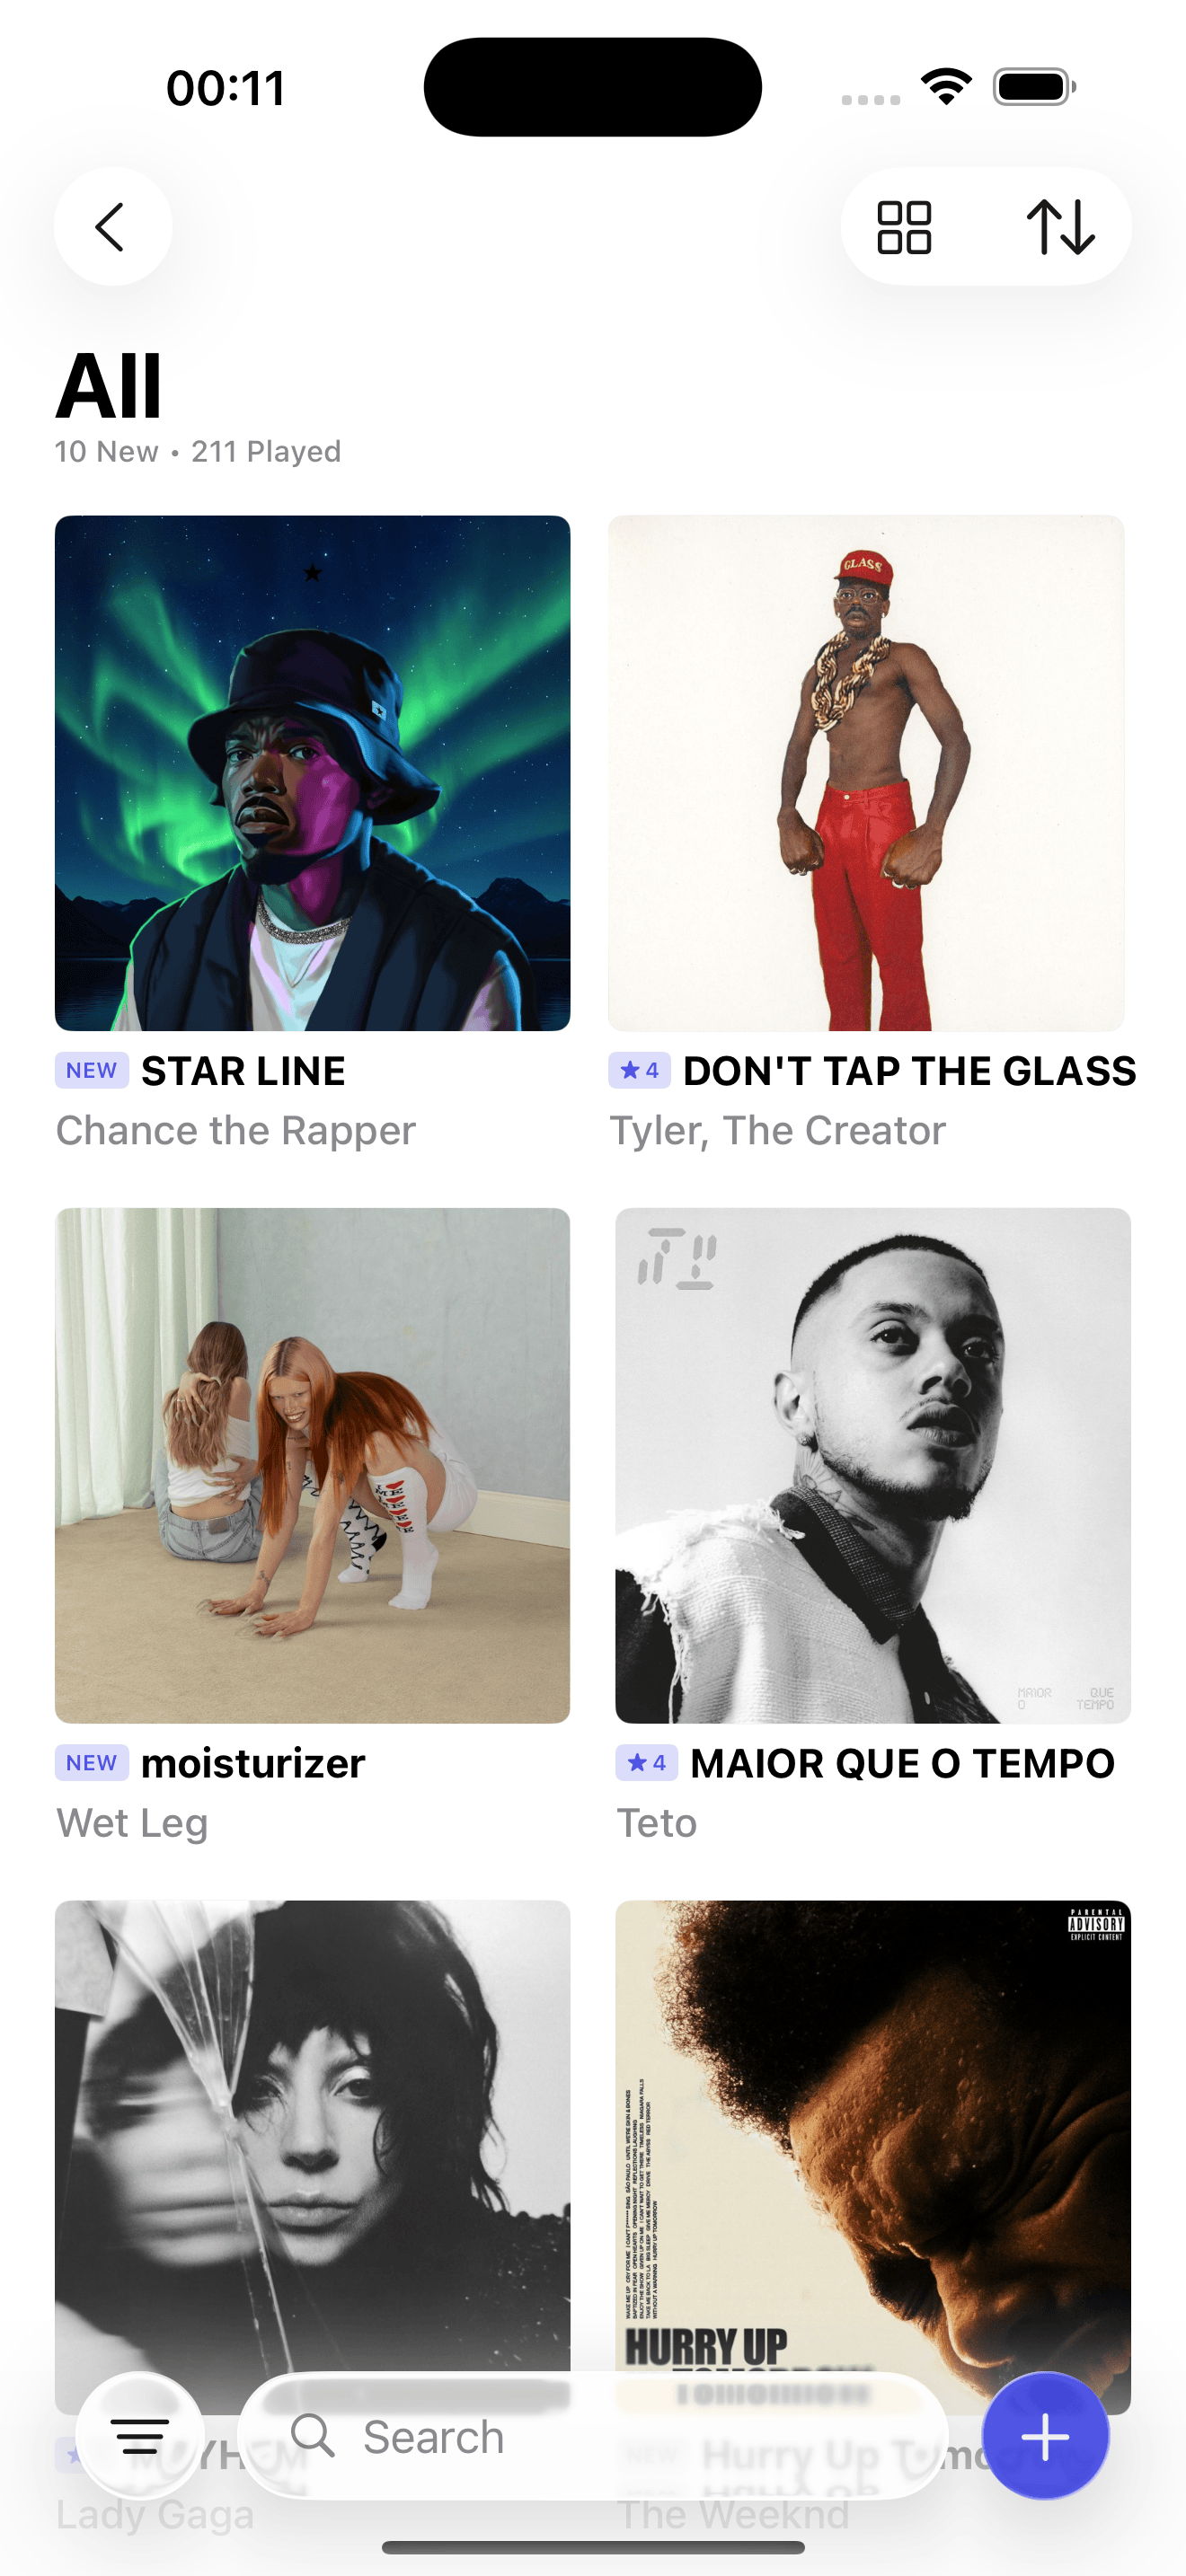 00:11
All
10 New • 211 Played
GLASS
NEW STAR LINE
★ 4 DON'T TAP THE GLASS
Chance the Rapper
Tyler, The Creator
MAIOR QUE
O TEMPO
NEW moisturizer
★ 4 MAIOR QUE O TEMPO
Wet Leg
Teto
PARENTAL
ADVISORY
EXPLICIT CONTENT
HURRY UP
TOMORROW
Search
MAYHEM
NEW Hurry Up Tomo
Lady Gaga
The Weeknd